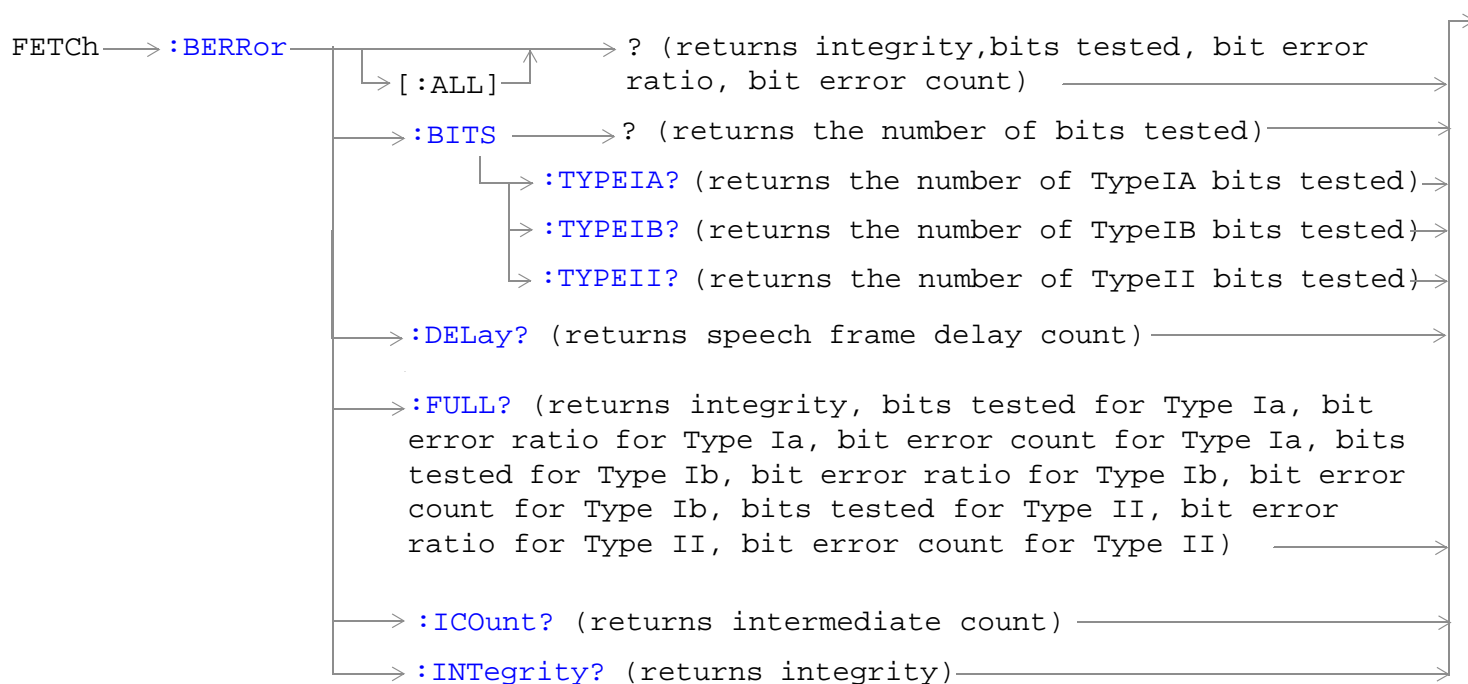 FETCh :BERRor ? (returns integrity,bits tested, bit error
[:ALL] ratio, bit error count)
:BITS ? (returns the number of bits tested)
:TYPEIA? (returns the number of TypeIA bits tested)
:TYPEIB? (returns the number of TypeIB bits tested)
:TYPEII? (returns the number of TypeII bits tested)
:DELay? (returns speech frame delay count)
:FULL? (returns integrity, bits tested for Type Ia, bit
error ratio for Type Ia, bit error count for Type Ia, bits
tested for Type Ib, bit error ratio for Type Ib, bit error
count for Type Ib, bits tested for Type II, bit error
ratio for Type II, bit error count for Type II)
:ICOunt? (returns intermediate count)
:INTegrity? (returns integrity)